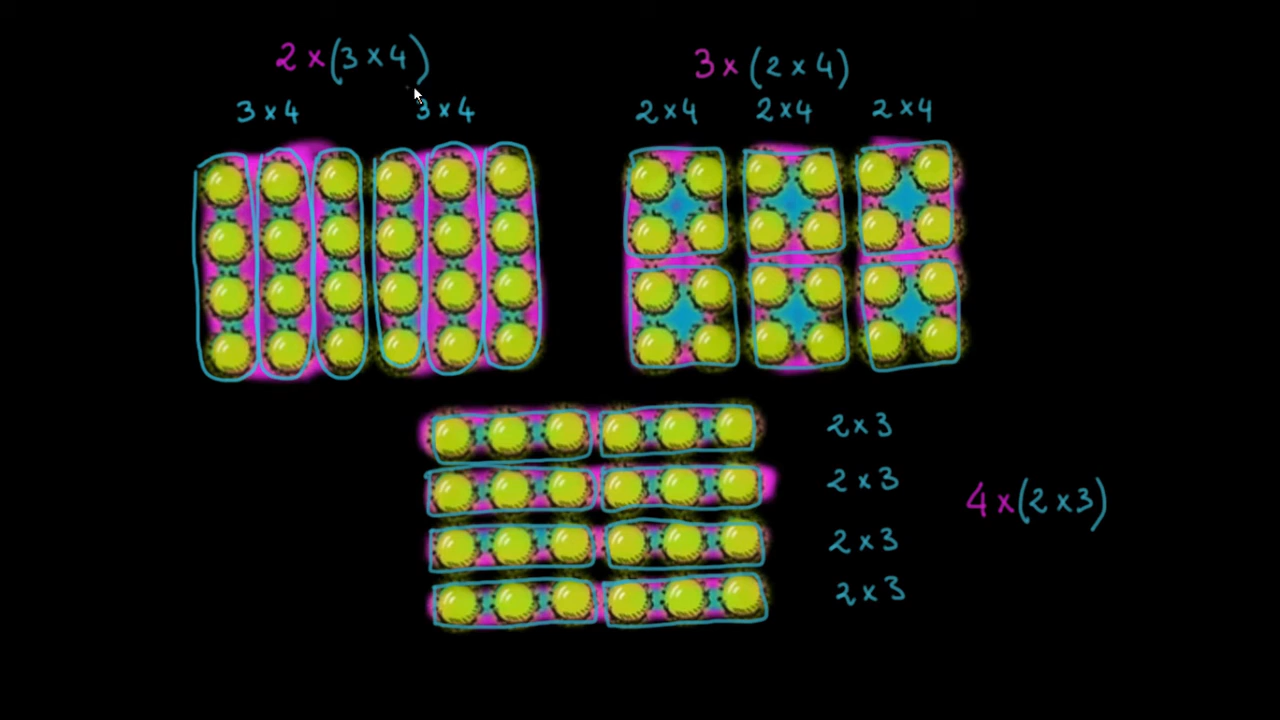 2 x (3 x 4)
3 x 4 3 x 4
3 x (2 x 4)
2 x 4 2 x 4 2 x 4
2 x 3
2 x 3
2 x 3
2 x 3
4 x (2 x 3)